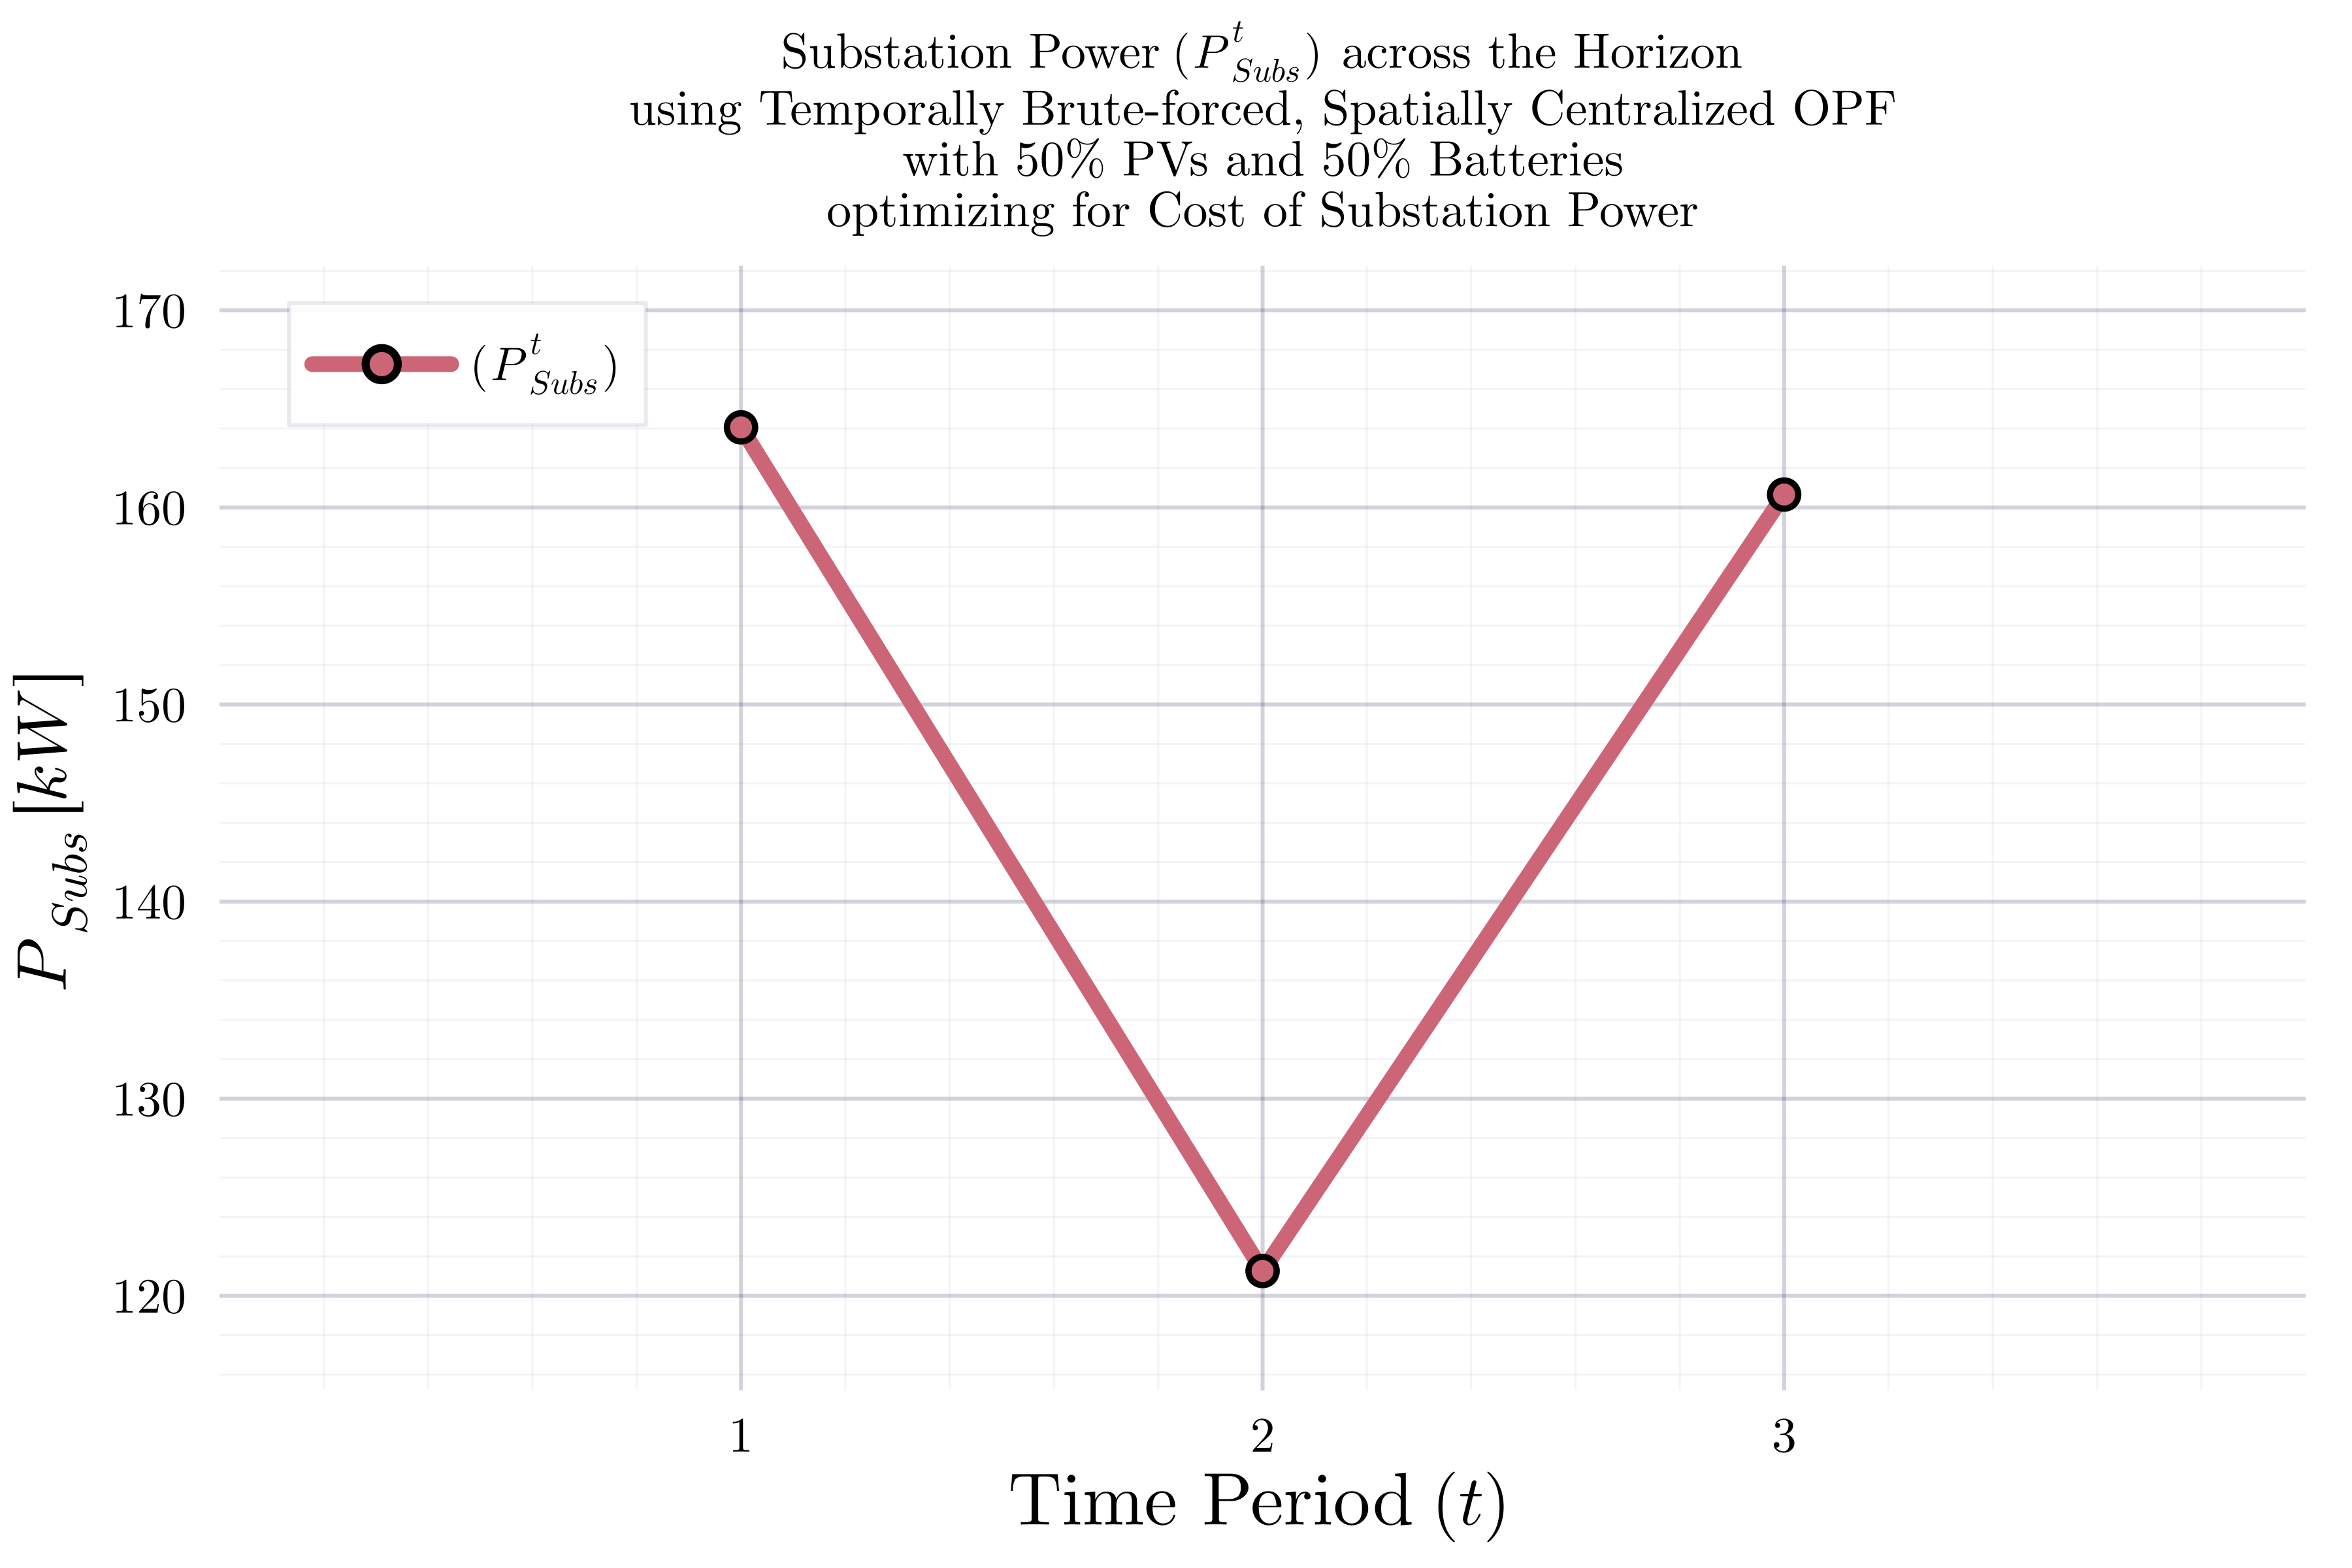 Substation Power (P^t_Subs) across the Horizon
using Temporally Brute-forced, Spatially Centralized OPF
with 50% PVs and 50% Batteries
optimizing for Cost of Substation Power
170
(P^t_Subs)
160
150
140
130
120
P_Subs [kW]
1 2 3
Time Period (t)